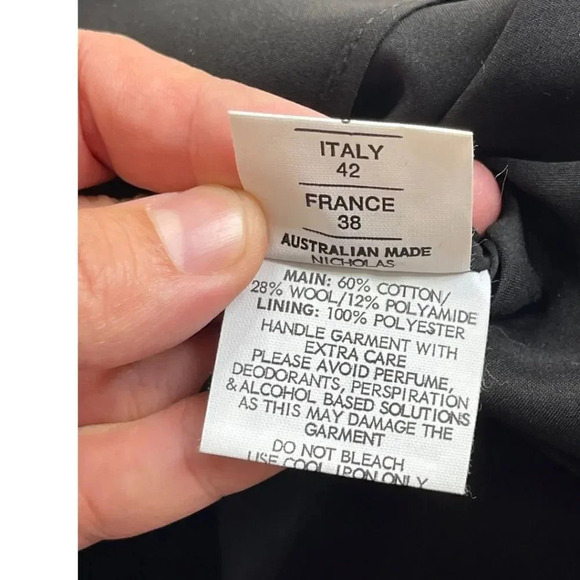 ITALY
42
FRANCE
38
AUSTRALIAN MADE
NICHOLAS
MAIN: 60% COTTON/
28% WOOL/12% POLYAMIDE
LINING: 100% POLYESTER
HANDLE GARMENT WITH
EXTRA CARE
PLEASE AVOID PERFUME,
DEODORANTS, PERSPIRATION
& ALCOHOL BASED SOLUTIONS
AS THIS MAY DAMAGE THE
GARMENT
DO NOT BLEACH
USE COOL IRON ONLY